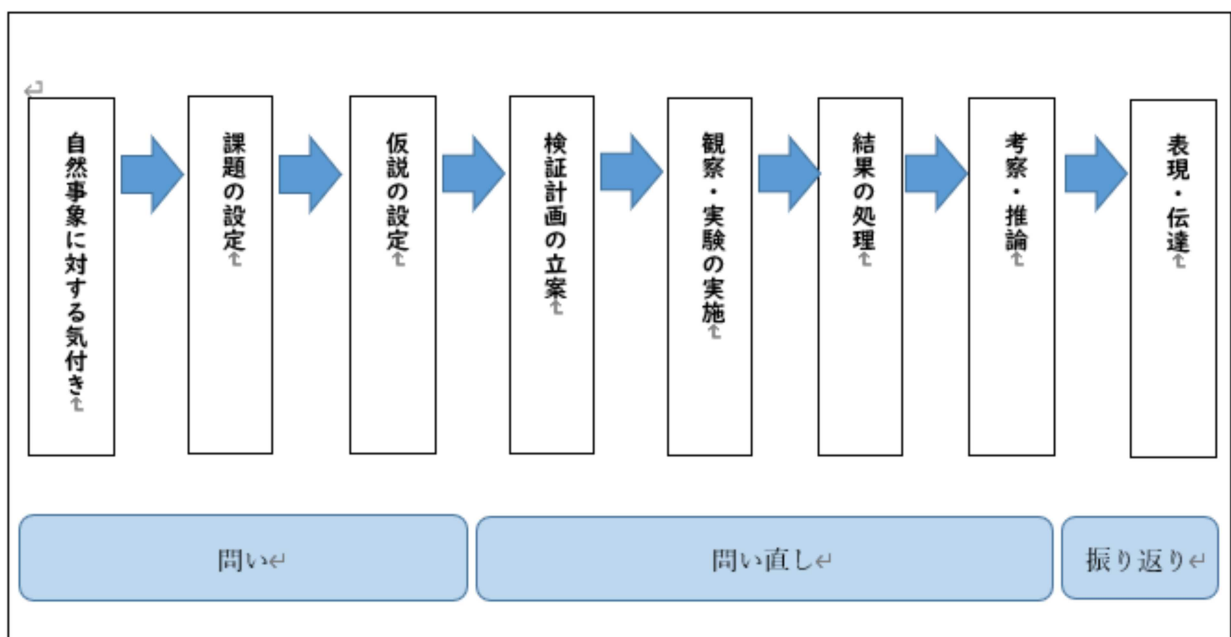 自然事象に対する気付き
課題の設定
仮説の設定
検証計画の立案
観察・実験の実施
結果の処理
考察・推論
表現・伝達
問い
問い直し
振り返り